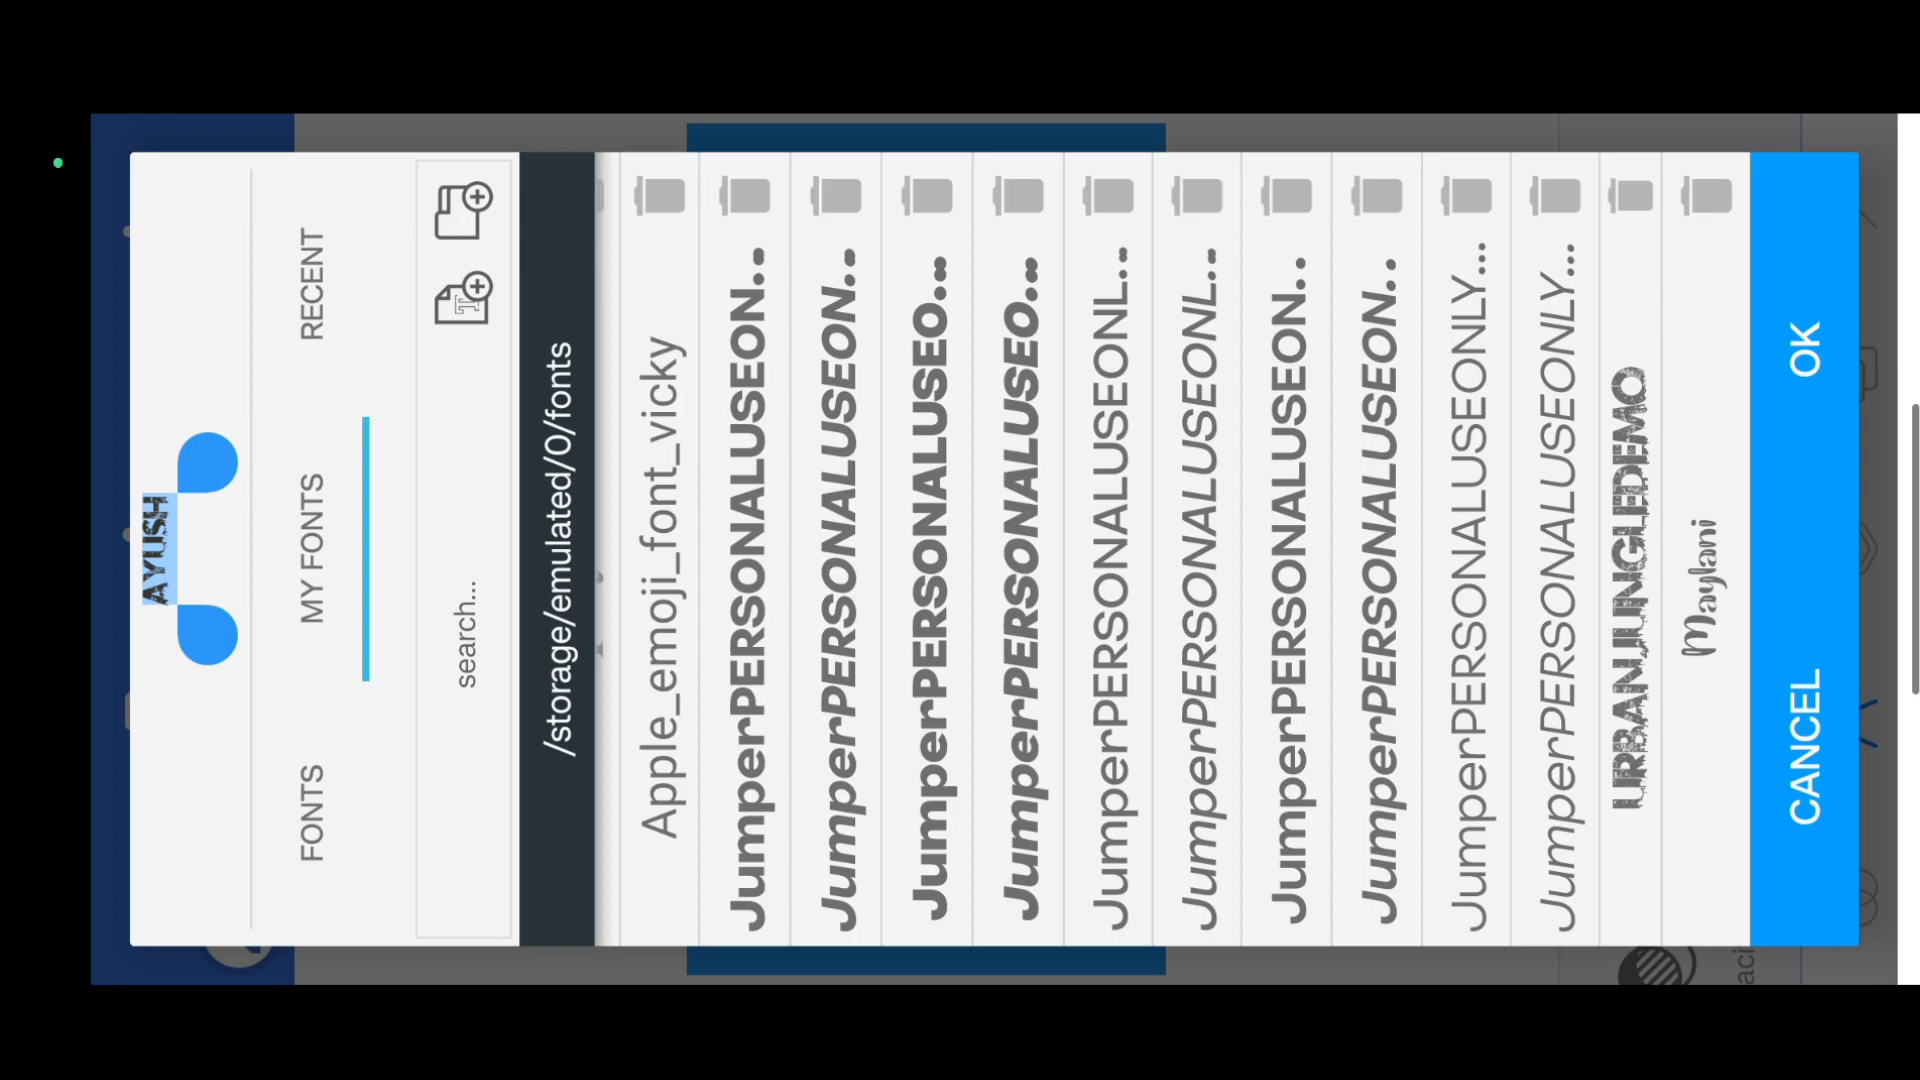 AYUSH
FONTS MY FONTS RECENT
search...
/storage/emulated/0/fonts
Apple_emoji_font_vicky
JumperPERSONALUSEON...
JumperPERSONALUSEON...
JumperPERSONALUSEO...
JumperPERSONALUSEO...
JumperPERSONALUSEONL...
JumperPERSONALUSEONL...
JumperPERSONALUSEON...
JumperPERSONALUSEON...
JumperPERSONALUSEONLY...
JumperPERSONALUSEONLY...
URBANJUNGLEDEMO
Maylani
CANCEL OK